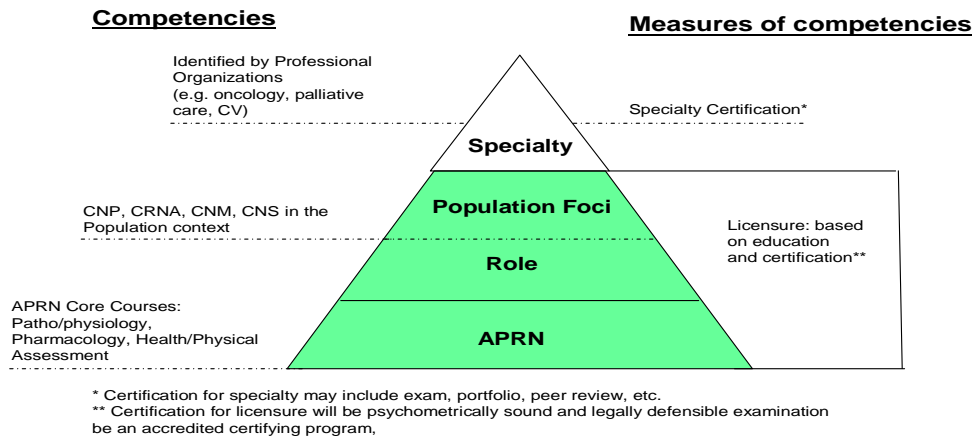 Competencies
Measures of competencies
Identified by Professional
Organizations
(e.g. oncology, palliative
care, CV)
Specialty Certification*
Specialty
CNP, CRNA, CNM, CNS in the
Population context
Population Foci
Licensure: based
on education
and certification**
Role
APRN Core Courses:
Patho/physiology,
Pharmacology, Health/Physical
Assessment
APRN
* Certification for specialty may include exam, portfolio, peer review, etc.
** Certification for licensure will be psychometrically sound and legally defensible examination
be an accredited certifying program,